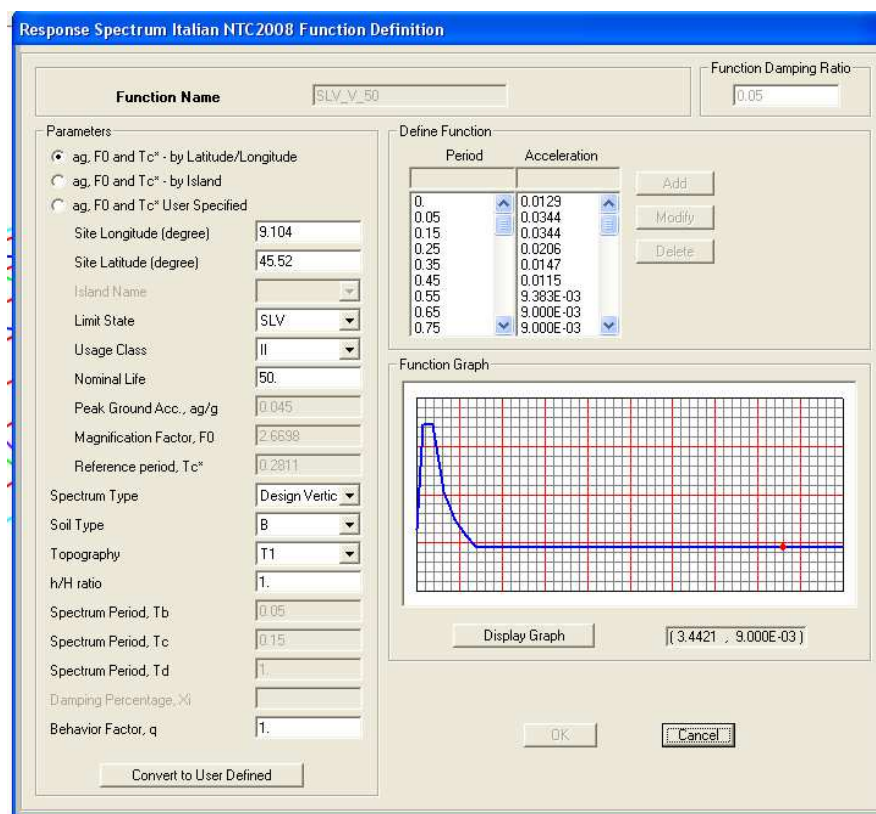 Response Spectrum Italian NTC2008 Function Definition
Function Name
SLV_V_50
Function Damping Ratio
0.05
Parameters
ag, F0 and Tc* - by Latitude/Longitude
ag, F0 and Tc* - by Island
ag, F0 and Tc* User Specified
Site Longitude (degree) 9.104
Site Latitude (degree) 45.52
Island Name
Limit State SLV
Usage Class II
Nominal Life 50.
Peak Ground Acc., ag/g 0.045
Magnification Factor, F0 2.6698
Reference period, Tc* 0.2811
Spectrum Type Design Vertic
Soil Type B
Topography T1
h/H ratio 1.
Spectrum Period, Tb 0.05
Spectrum Period, Tc 0.15
Spectrum Period, Td 1.
Damping Percentage, Xi
Behavior Factor, q 1.
Convert to User Defined
Define Function
Period Acceleration
0. 0.0129
0.05 0.0344
0.15 0.0344
0.25 0.0206
0.35 0.0147
0.45 0.0115
0.55 9.383E-03
0.65 9.000E-03
0.75 9.000E-03
Add
Modify
Delete
Function Graph
Display Graph
( 3.4421 , 9.000E-03 )
OK
Cancel